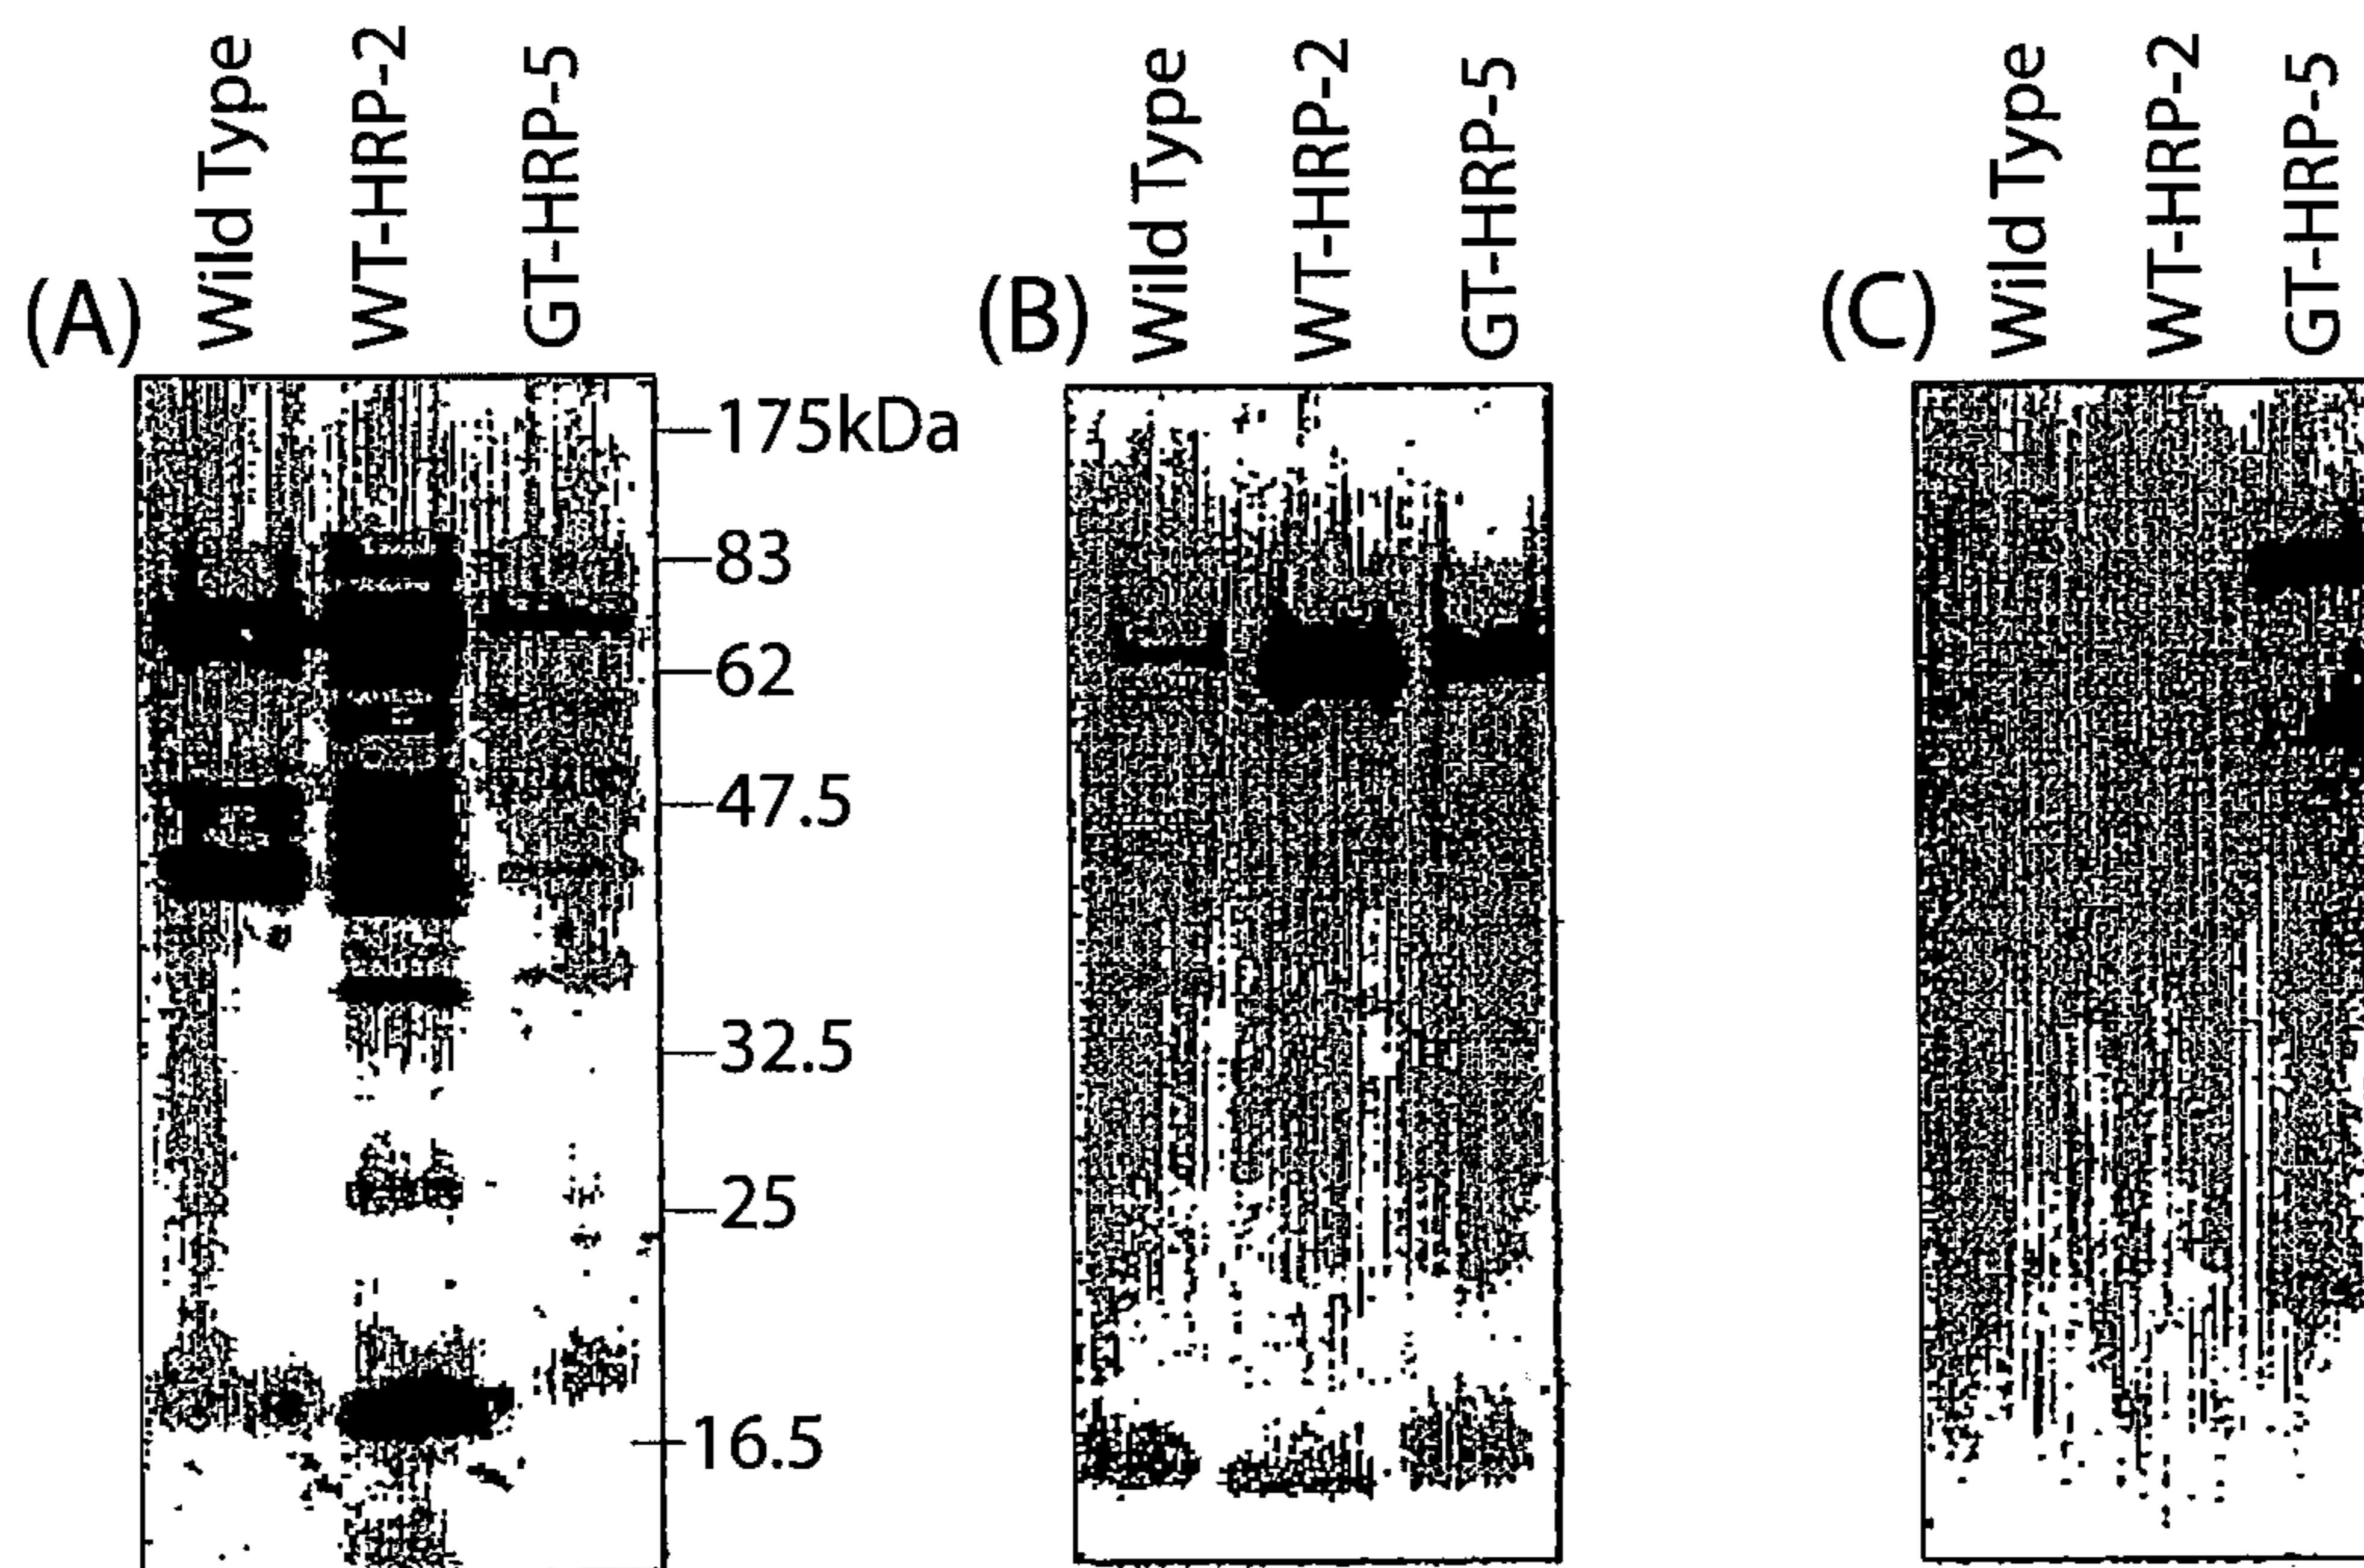 (A)
Wild Type
WT-HRP-2
GT-HRP-5
175kDa
83
62
47.5
32.5
25
16.5
(B)
Wild Type
WT-HRP-2
GT-HRP-5
(C)
Wild Type
WT-HRP-2
GT-HRP-5